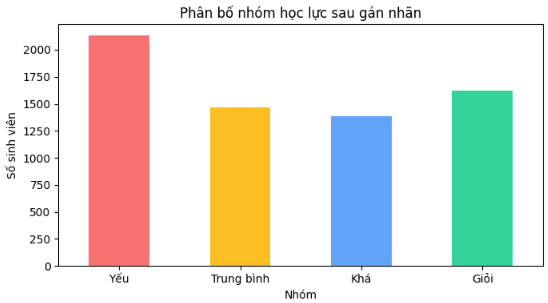 Phân bố nhóm học lực sau gán nhãn
Số sinh viên
2000
1750
1500
1250
1000
750
500
250
0
Yếu
Trung bình
Khá
Giỏi
Nhóm